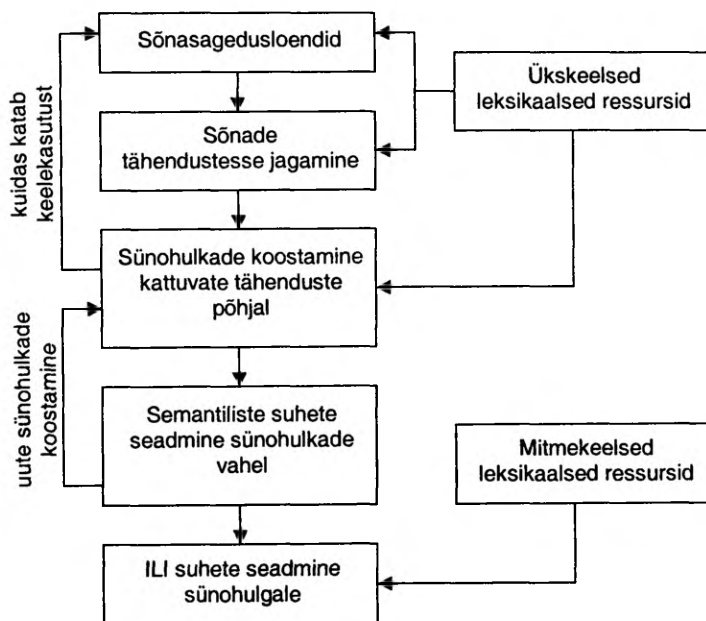 Sõnasagedusloendid
Ükskeelsed
leksikaalsed ressursid
Sõnade
tähendustesse jagamine
kuidas katab
keelekasutust
Sünohulkade koostamine
kattuvate tähenduste
põhjal
uute sünohulkade
koostamine
Semantiliste suhete
seadmine sünohulkade
vahel
Mitmekeelsed
leksikaalsed ressursid
ILI suhete seadmine
sünohulgale